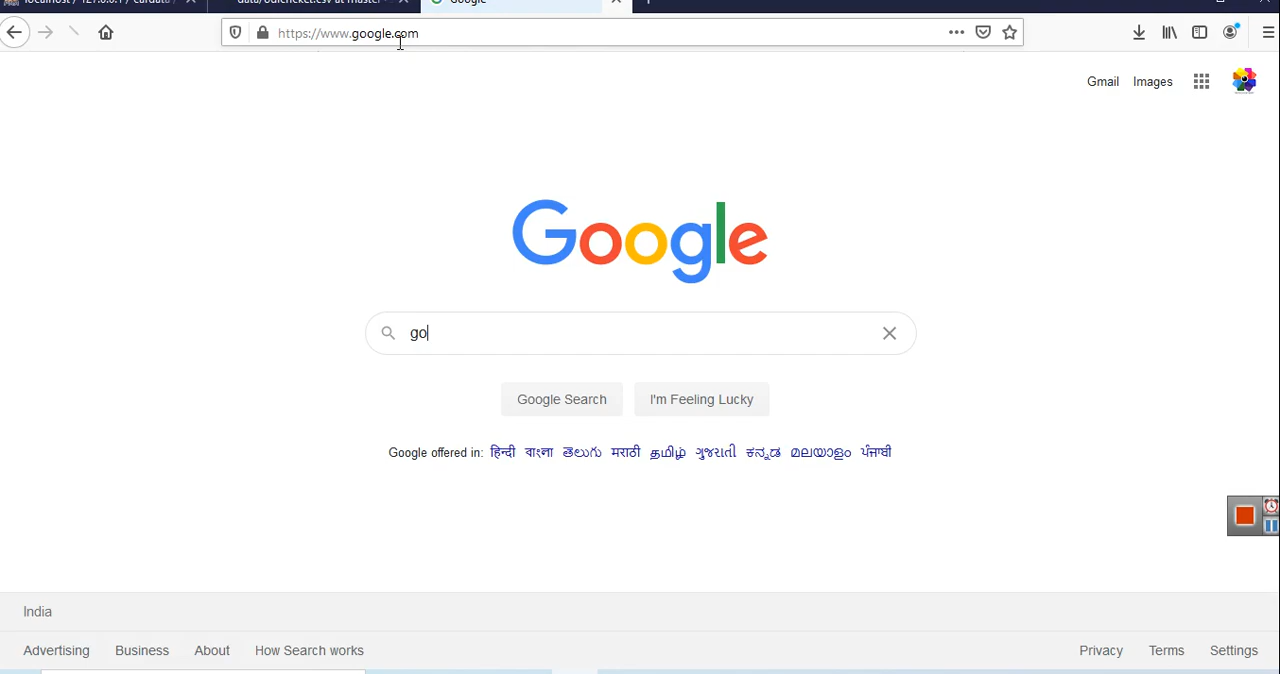 Google
https://www.google.com
Gmail Images
Google
go
Google Search I'm Feeling Lucky
Google offered in: हिन्दी বাংলা తెలుగు मराठी தமிழ் ગુજરાતી ಕನ್ನಡ മലയാളം ਪੰਜਾਬੀ
India
Advertising Business About How Search works Privacy Terms Settings